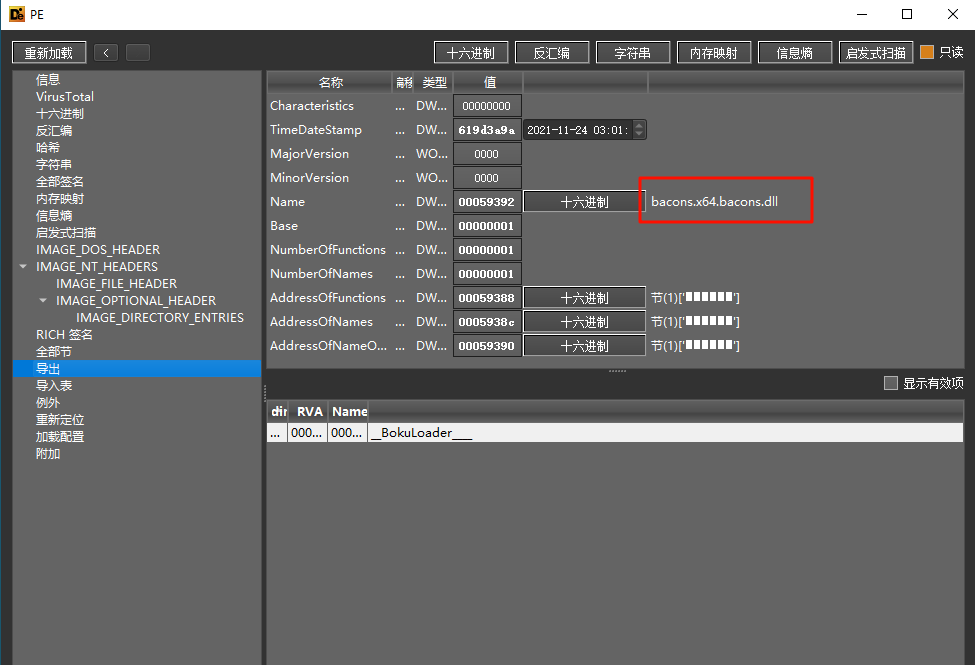 PE
重新加载 < 十六进制 反汇编 字符串 内存映射 信息熵 启发式扫描 只读
信息
VirusTotal
十六进制
反汇编
哈希
字符串
全部签名
内存映射
信息熵
启发式扫描
IMAGE_DOS_HEADER
IMAGE_NT_HEADERS
IMAGE_FILE_HEADER
IMAGE_OPTIONAL_HEADER
IMAGE_DIRECTORY_ENTRIES
RICH 签名
全部节
导出
导入表
例外
重新定位
加载配置
附加
名称 类型 值
Characteristics ... DW... 00000000
TimeDateStamp ... DW... 619d3a9a 2021-11-24 03:01:
MajorVersion ... WO... 0000
MinorVersion ... WO... 0000
Name ... DW... 00059392 十六进制 bacons.x64.bacons.dll
Base ... DW... 00000001
NumberOfFunctions ... DW... 00000001
NumberOfNames ... DW... 00000001
AddressOfFunctions ... DW... 00059388 十六进制 节(1)['■■■■■■']
AddressOfNames ... DW... 0005938c 十六进制 节(1)['■■■■■■']
AddressOfNameO... ... DW... 00059390 十六进制 节(1)['■■■■■■']
显示有效项
RVA Name
... 000... 000... __BokuLoader____